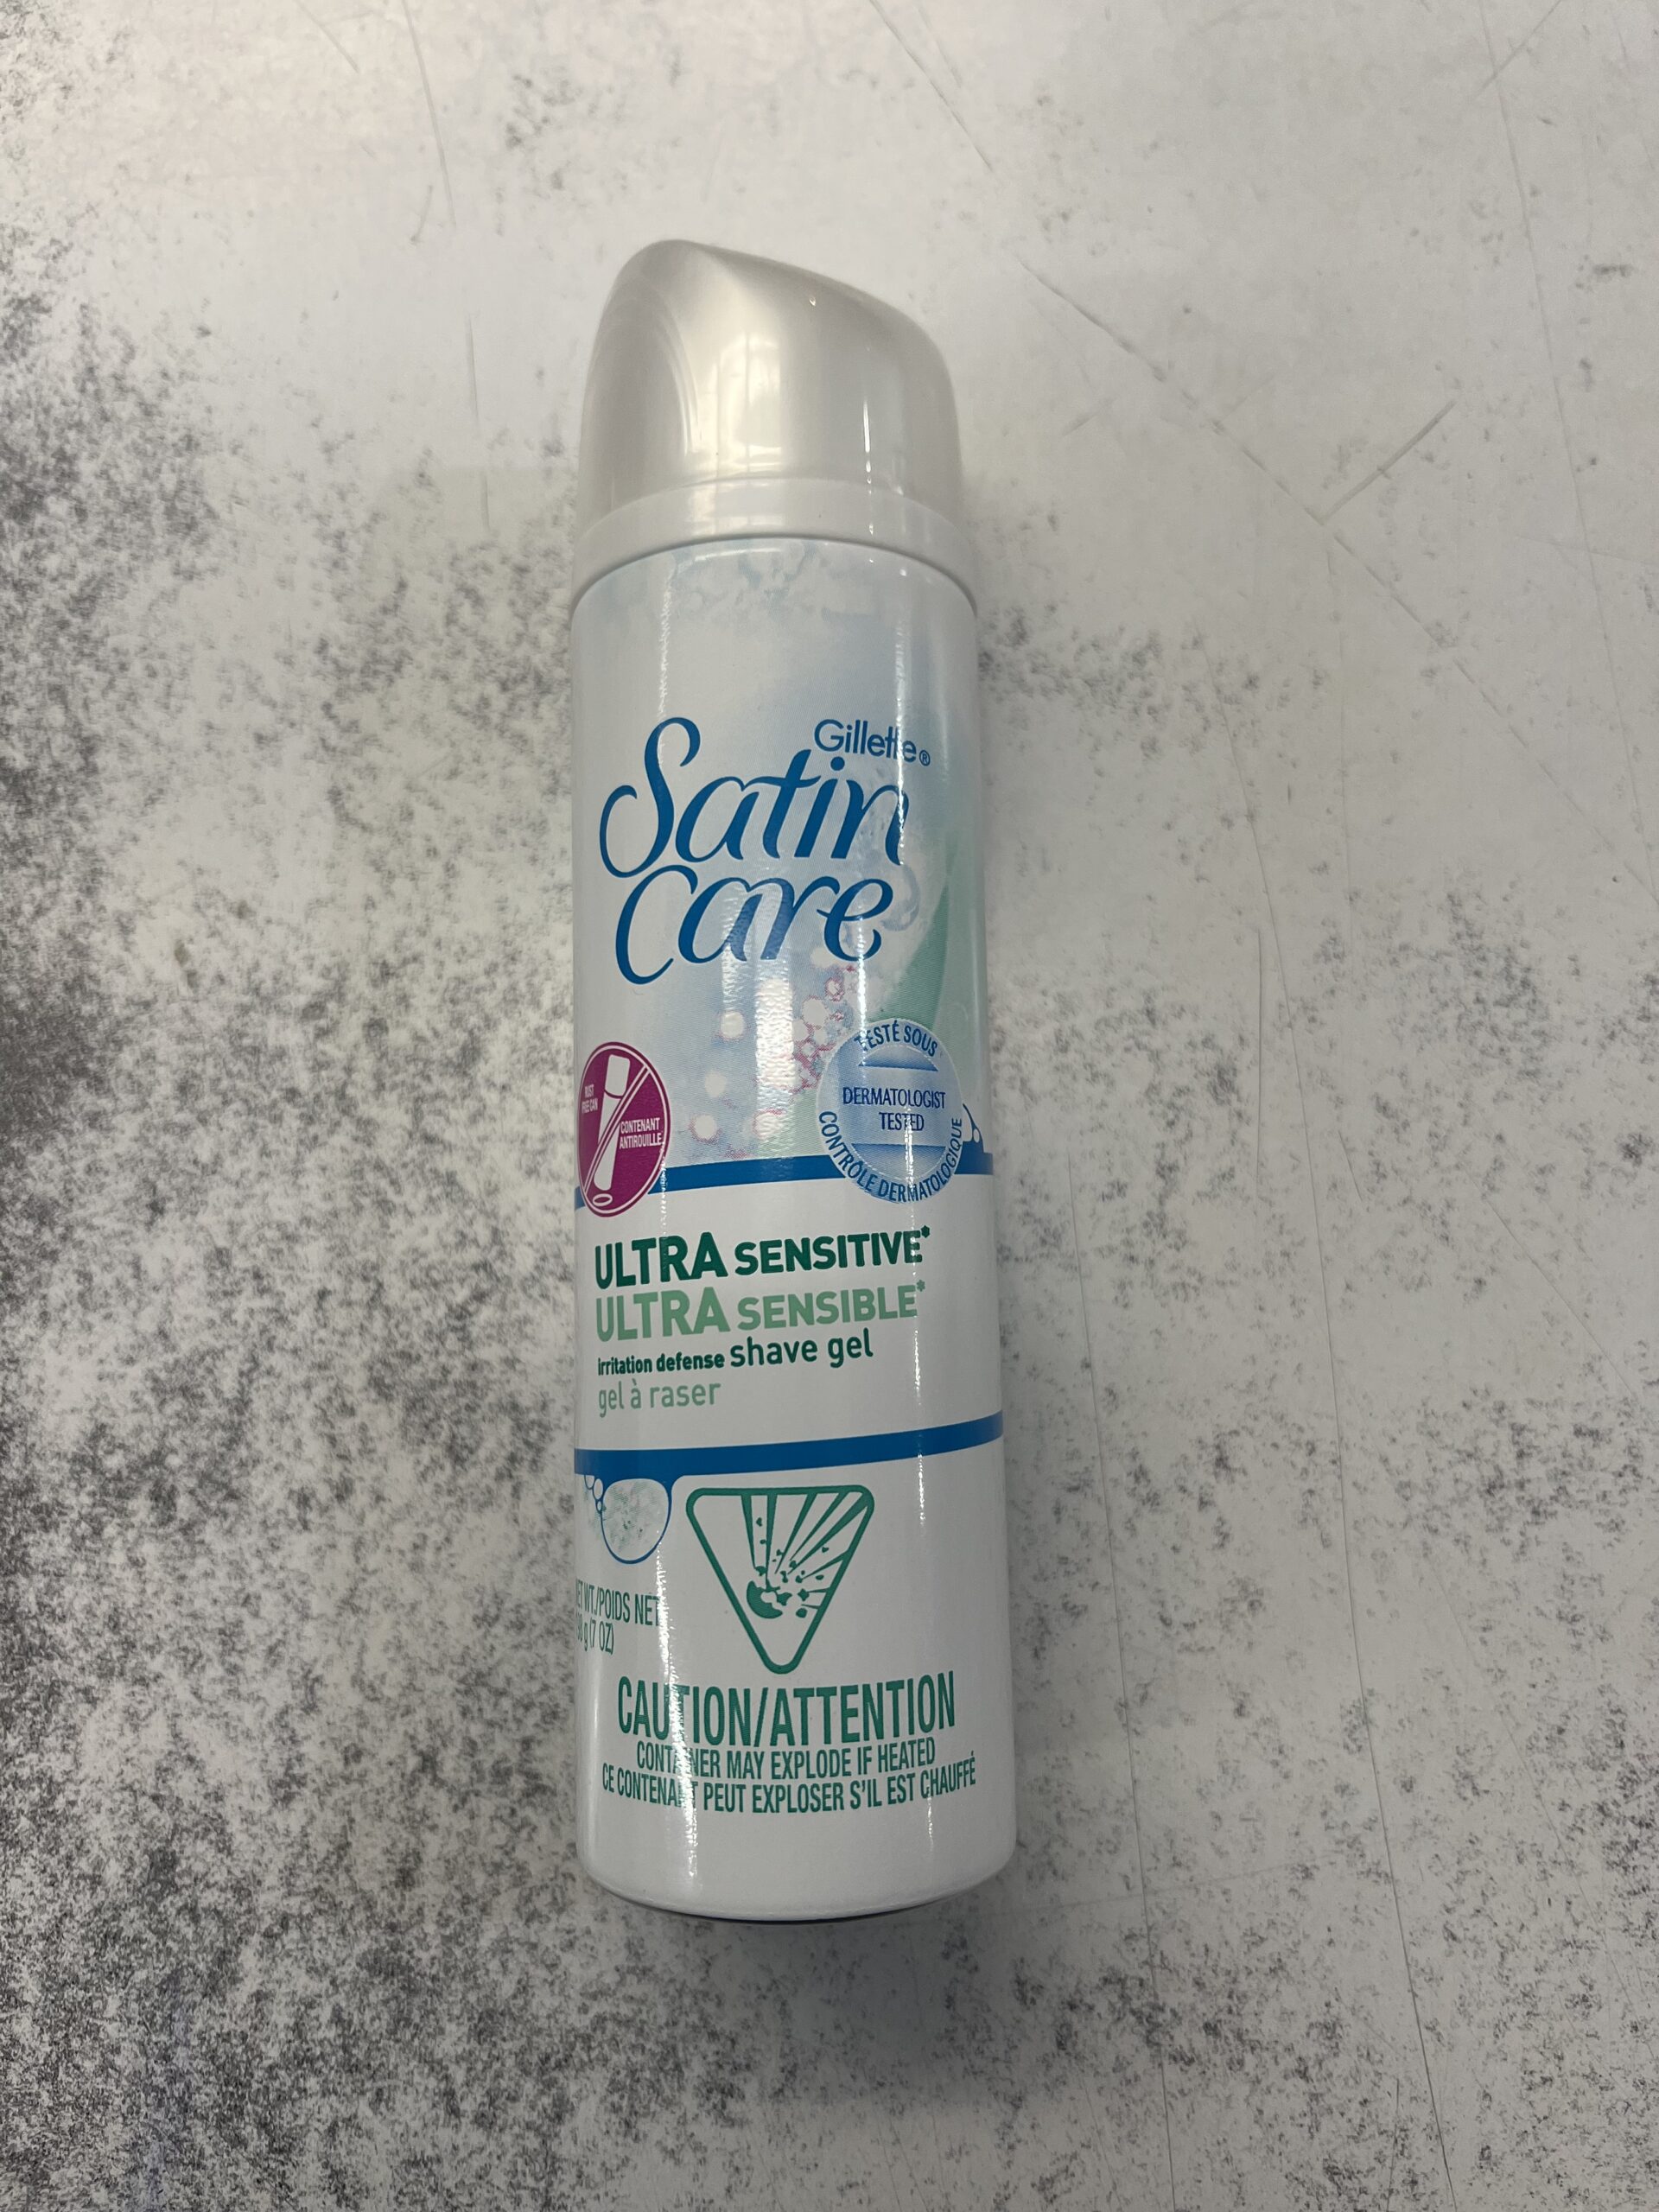 Gillette®
Satin
Care
RUST
FREE CAN
CONTENANT
ANTIROUILLE
TESTÉ SOUS
DERMATOLOGIST
TESTED
CONTRÔLE DERMATOLOGIQUE
ULTRA SENSITIVE*
ULTRA SENSIBLE*
irritation defense shave gel
gel à raser
WT./POIDS NET
g (7 OZ)
CAUTION/ATTENTION
CONTAINER MAY EXPLODE IF HEATED
CE CONTENANT PEUT EXPLOSER S'IL EST CHAUFFÉ